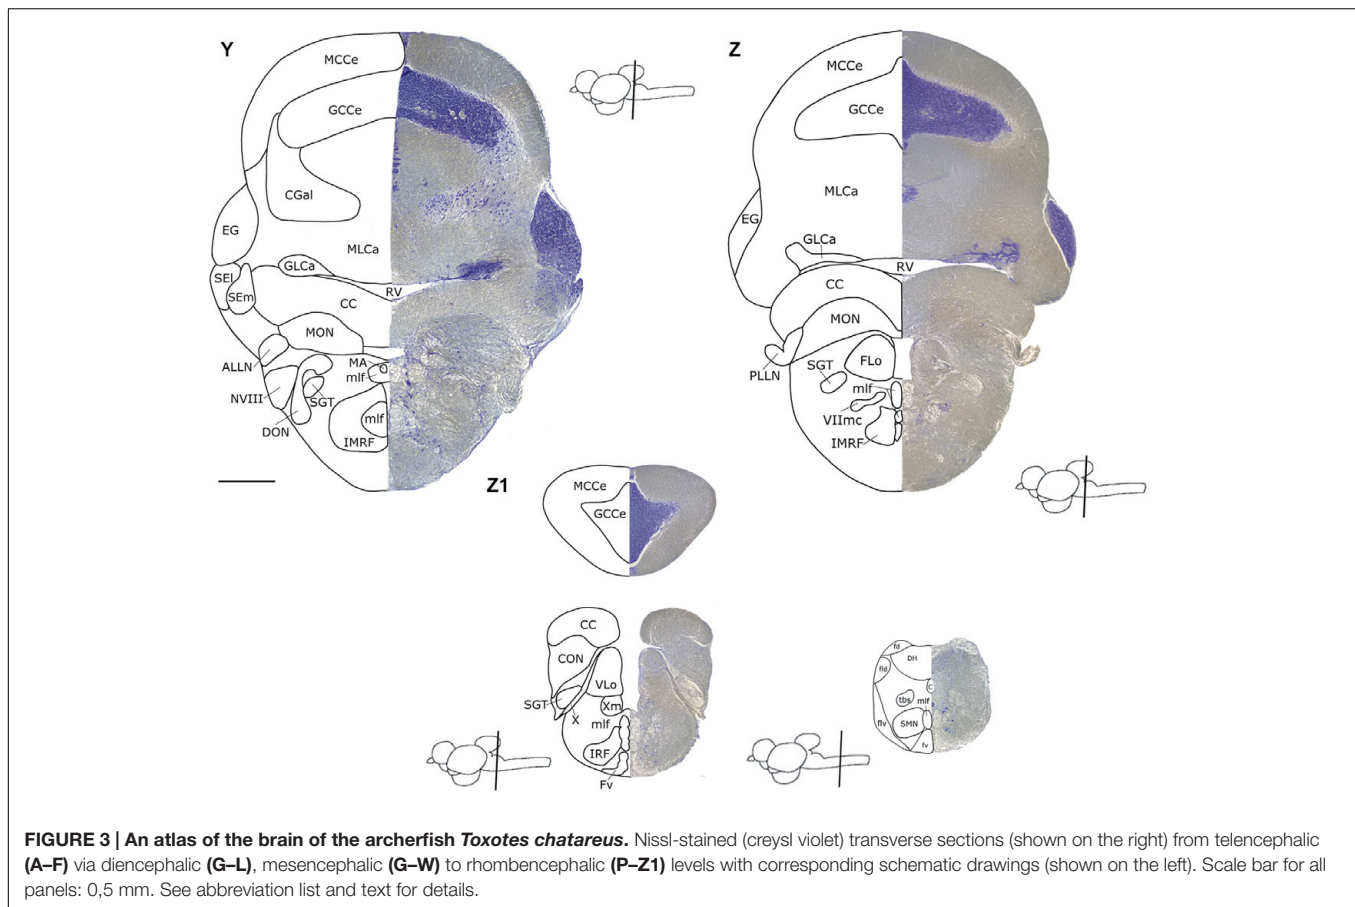 Y
MCCe
GCCe
CGal
EG
MLCa
SEl
SEm
GLCa
RV
CC
MON
ALLN
MA
mlf
NVIII
SGT
DON
mlf
IMRF
Z
MCCe
GCCe
MLCa
EG
GLCa
RV
CC
MON
PLLN
SGT
FLo
mlf
VIImc
IMRF
Z1
MCCe
GCCe
CC
CON
VLo
SGT
X
Xm
mlf
IRF
Fv
fd
DH
fld
C
tbs
mlf
flv
SMN
fv
FIGURE 3 | An atlas of the brain of the archerfish Toxotes chatareus. Nissl-stained (creysl violet) transverse sections (shown on the right) from telencephalic
(A–F) via diencephalic (G–L), mesencephalic (G–W) to rhombencephalic (P–Z1) levels with corresponding schematic drawings (shown on the left). Scale bar for all
panels: 0,5 mm. See abbreviation list and text for details.